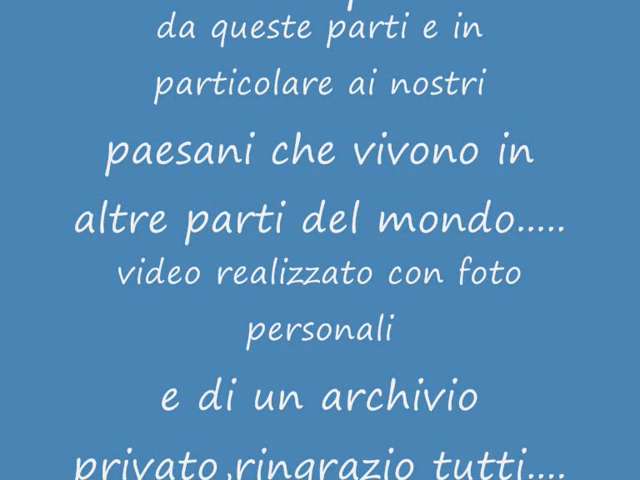 da queste parti e in
particolare ai nostri
paesani che vivono in
altre parti del mondo.....
video realizzato con foto
personali
e di un archivio
privato,ringrazio tutti....